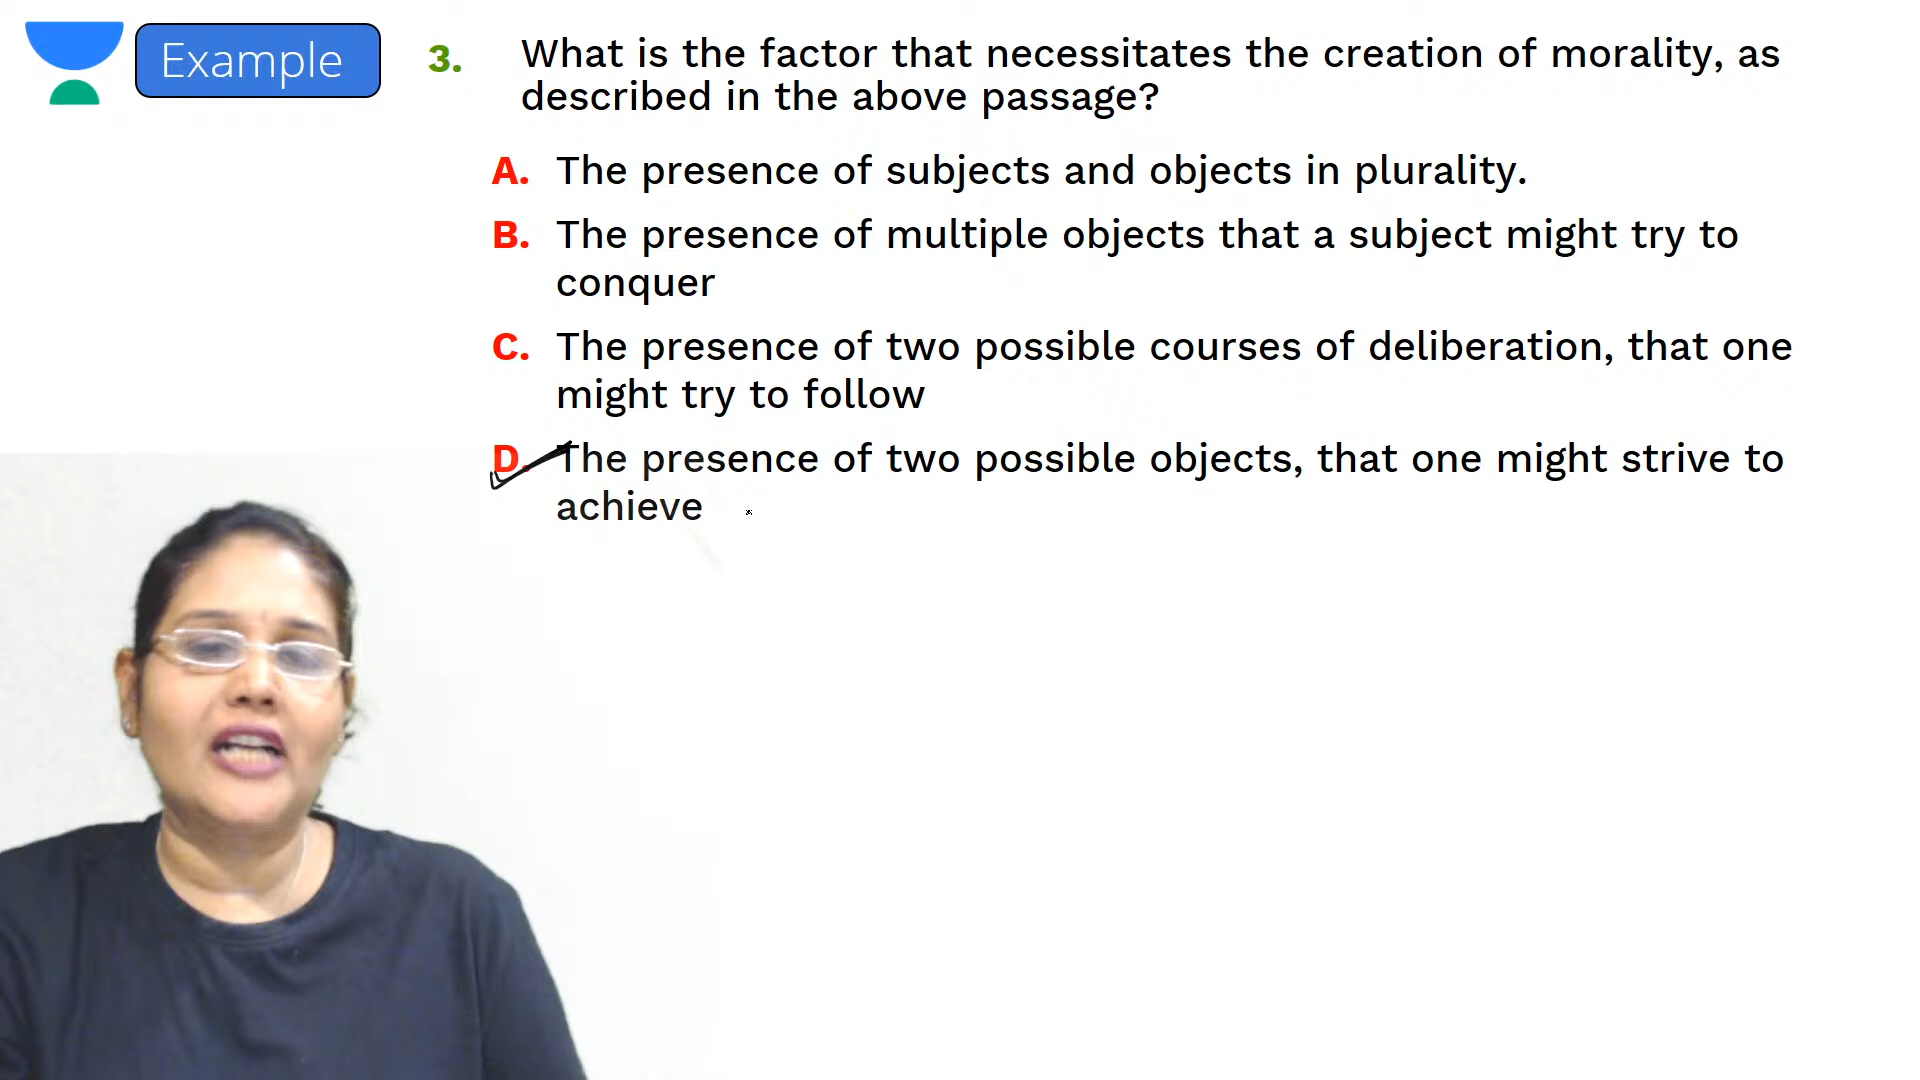 Example
3. What is the factor that necessitates the creation of morality, as
described in the above passage?
A. The presence of subjects and objects in plurality.
B. The presence of multiple objects that a subject might try to
conquer
C. The presence of two possible courses of deliberation, that one
might try to follow
D. The presence of two possible objects, that one might strive to
achieve